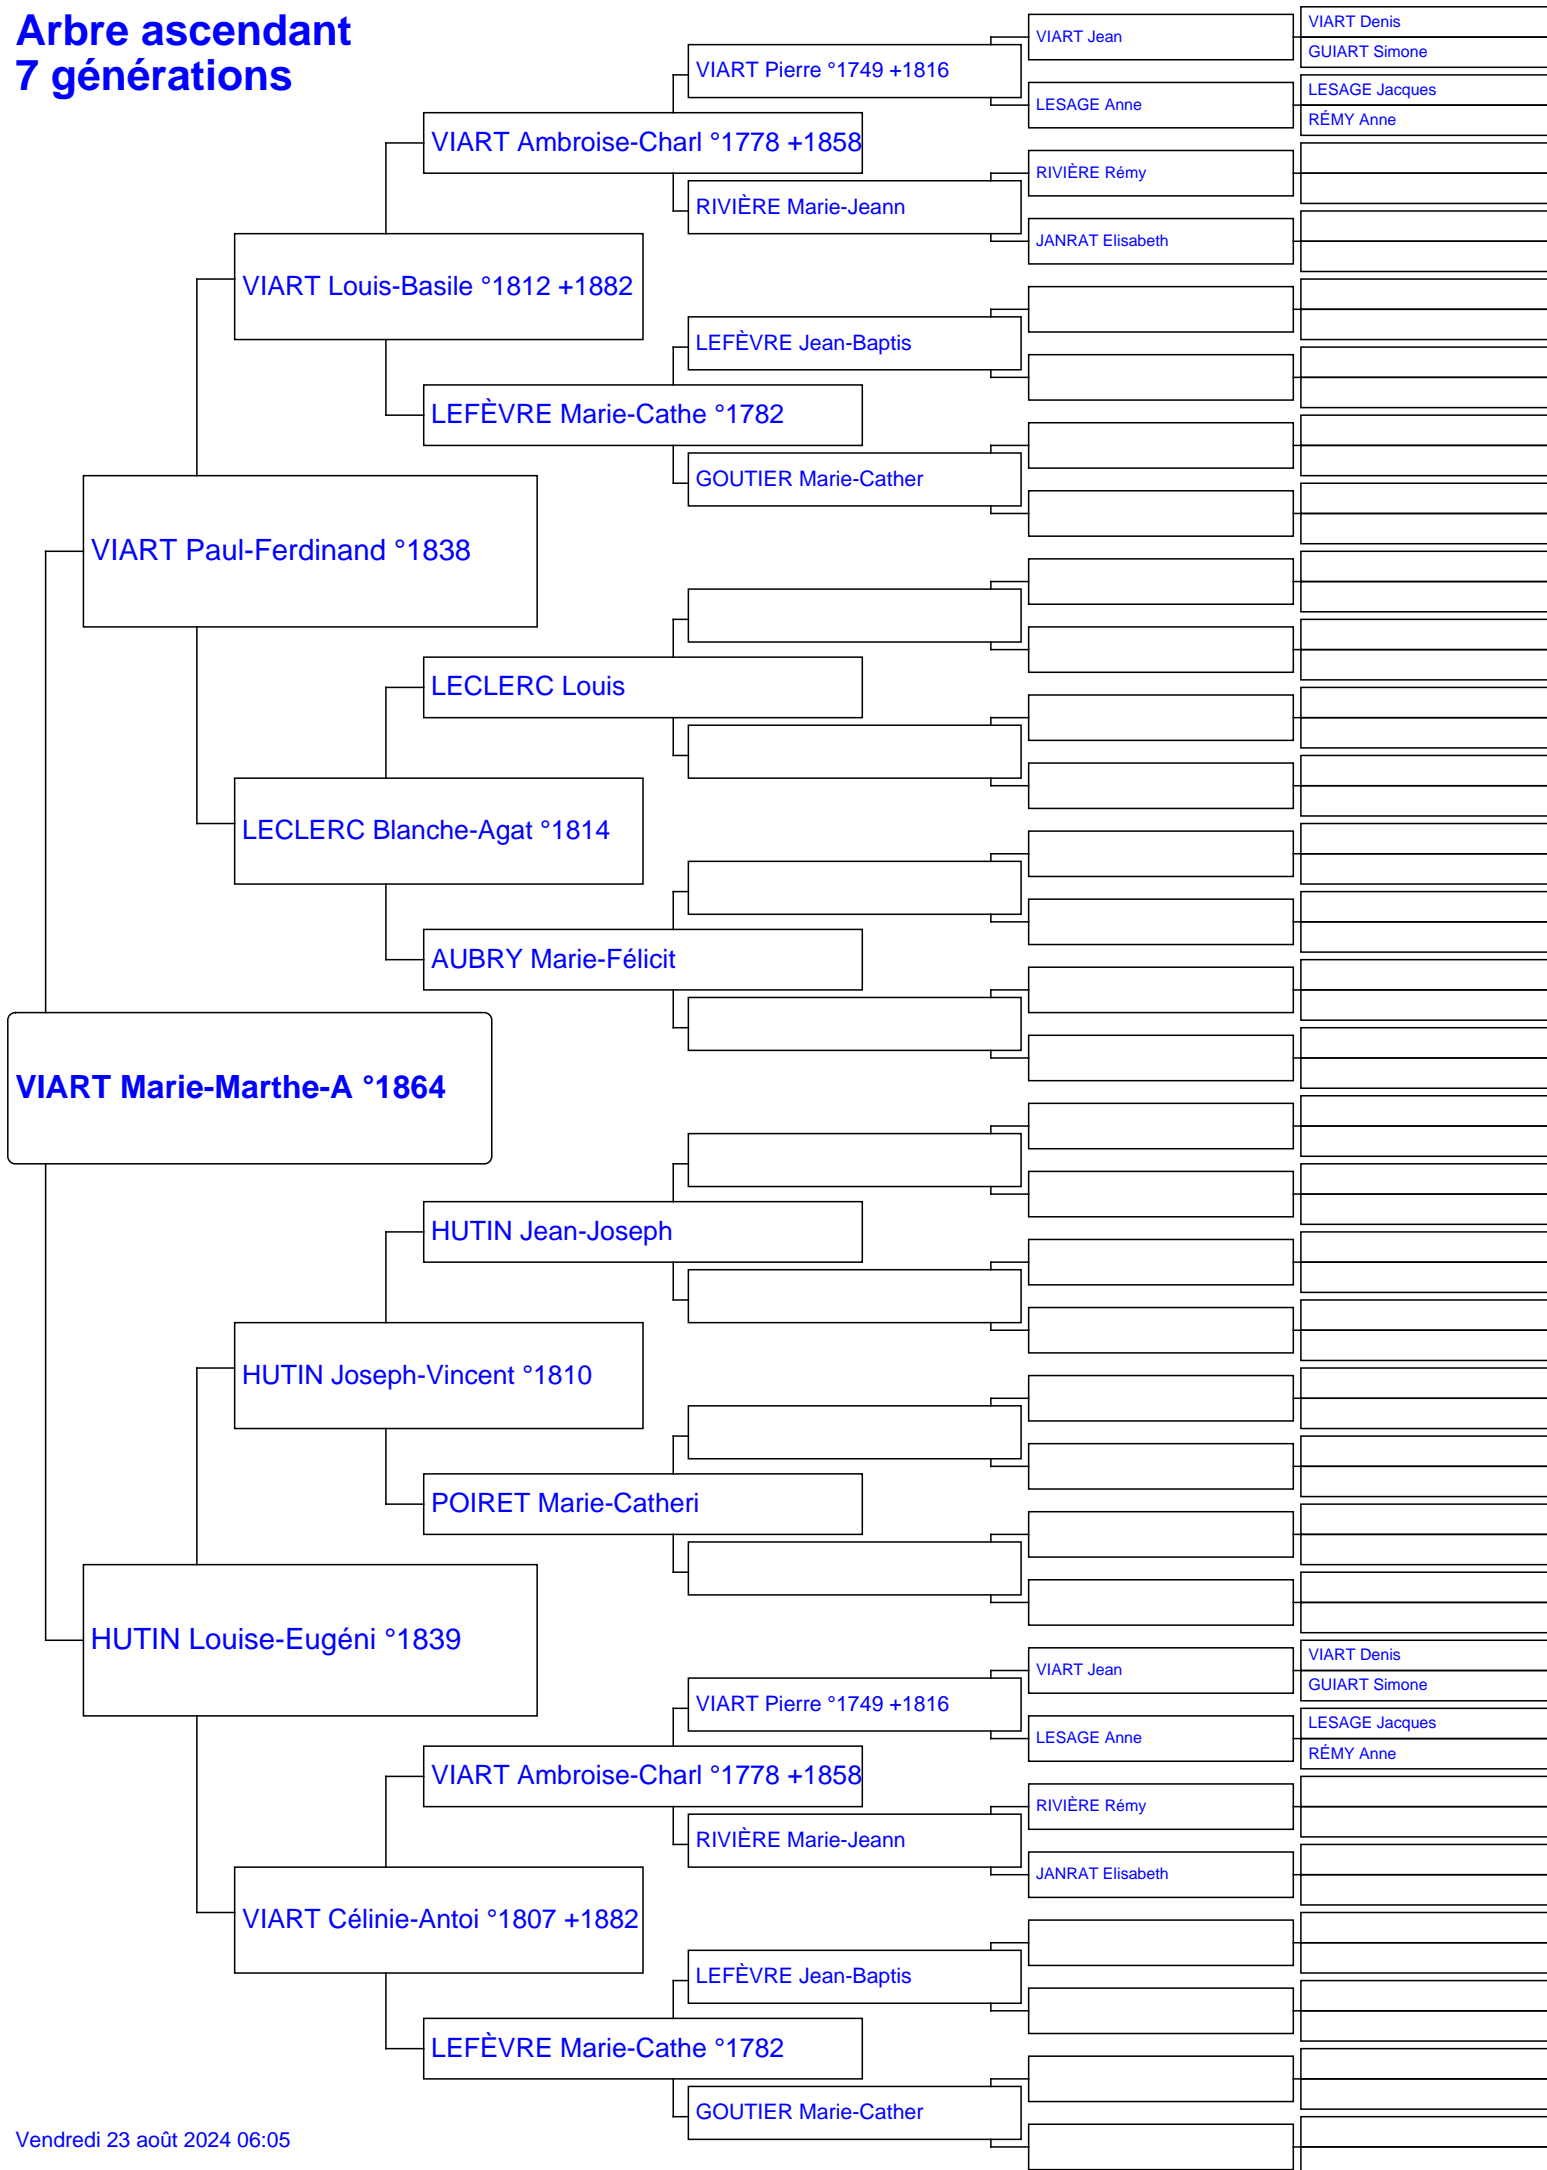 Arbre ascendant
7 générations
VIART Denis
VIART Jean
GUIART Simone
VIART Pierre °1749 +1816
LESAGE Jacques
LESAGE Anne
RÉMY Anne
VIART Ambroise-Charl °1778 +1858
RIVIÈRE Rémy
RIVIÈRE Marie-Jeann
JANRAT Elisabeth
VIART Louis-Basile °1812 +1882
LEFÈVRE Jean-Baptis
LEFÈVRE Marie-Cathe °1782
GOUTIER Marie-Cather
VIART Paul-Ferdinand °1838
LECLERC Louis
LECLERC Blanche-Agat °1814
AUBRY Marie-Félicit
VIART Marie-Marthe-A °1864
HUTIN Jean-Joseph
HUTIN Joseph-Vincent °1810
POIRET Marie-Catheri
HUTIN Louise-Eugéni °1839
VIART Denis
VIART Jean
GUIART Simone
VIART Pierre °1749 +1816
LESAGE Jacques
LESAGE Anne
RÉMY Anne
VIART Ambroise-Charl °1778 +1858
RIVIÈRE Rémy
RIVIÈRE Marie-Jeann
JANRAT Elisabeth
VIART Célinie-Antoi °1807 +1882
LEFÈVRE Jean-Baptis
LEFÈVRE Marie-Cathe °1782
GOUTIER Marie-Cather
Vendredi 23 août 2024 06:05